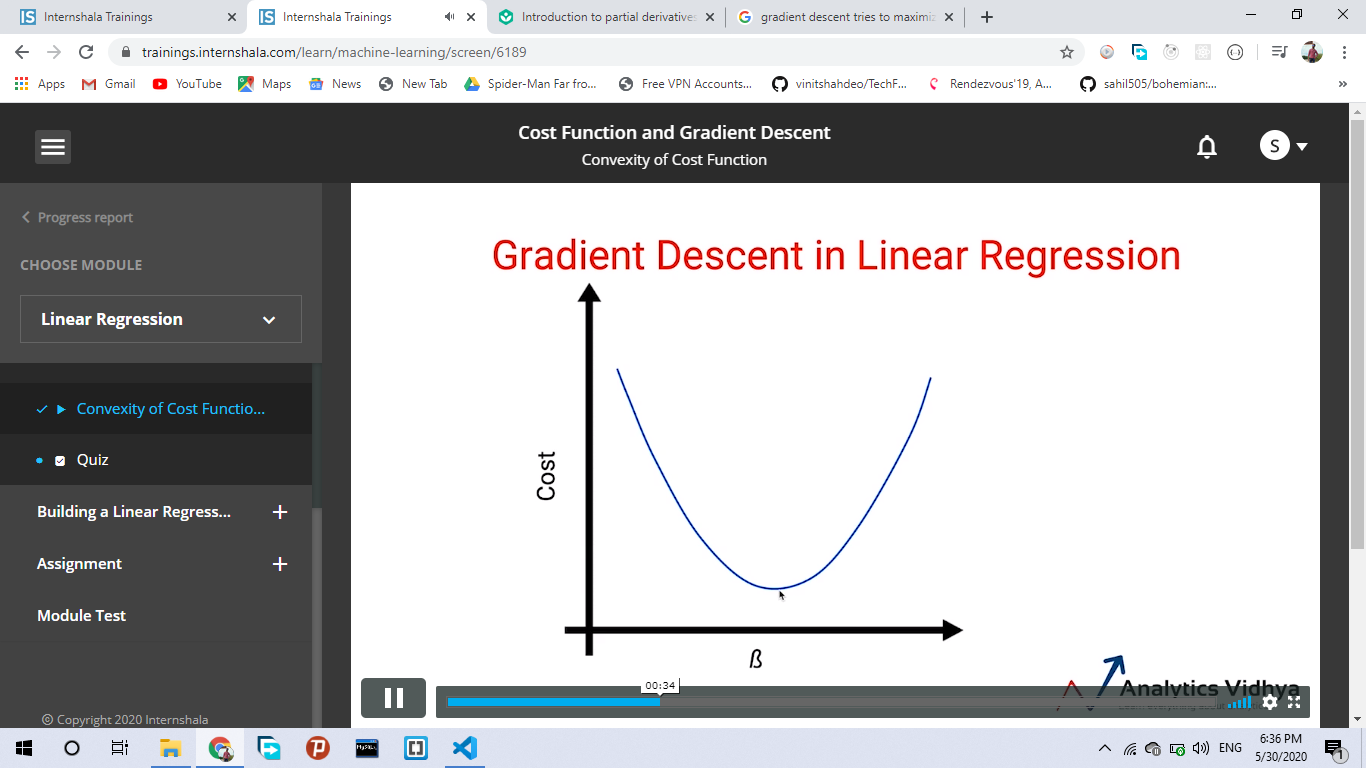 Internshala Trainings
Internshala Trainings
Introduction to partial derivatives
gradient descent tries to maximiz
trainings.internshala.com/learn/machine-learning/screen/6189
Apps
Gmail
YouTube
Maps
News
New Tab
Spider-Man Far fro...
Free VPN Accounts...
vinitshahdeo/TechF...
Rendezvous'19, A...
sahil505/bohemian:...
Cost Function and Gradient Descent
Convexity of Cost Function
S
Progress report
CHOOSE MODULE
Linear Regression
Convexity of Cost Functio...
Quiz
Building a Linear Regress...
Assignment
Module Test
© Copyright 2020 Internshala
Gradient Descent in Linear Regression
Cost
ß
00:34
Analytics Vidhya
Learn everything about
ENG
6:36 PM
5/30/2020
1